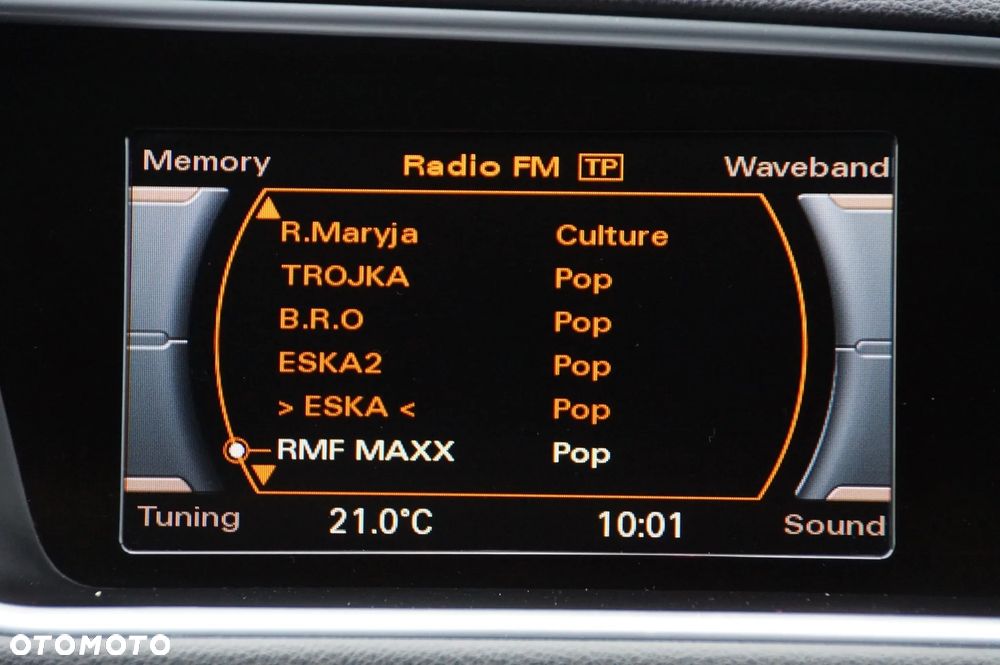 Memory Radio FM TP Waveband
R.Maryja Culture
TROJKA Pop
B.R.O Pop
ESKA2 Pop
> ESKA < Pop
RMF MAXX Pop
Tuning 21.0°C 10:01 Sound
OTOMOTO